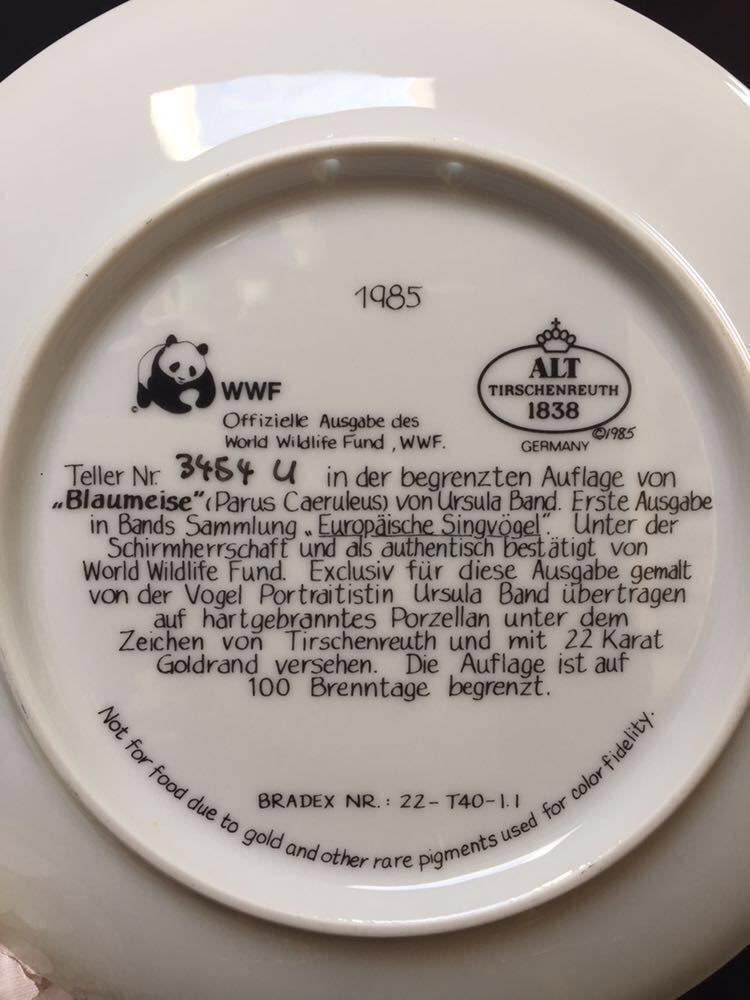 1985
WWF
Offizielle Ausgabe des
World Wildlife Fund, WWF.
ALT
TIRSCHENREUTH
1838
©1985
GERMANY
Teller Nr. 3454 U in der begrenzten Auflage von
„Blaumeise“ (Parus Caeruleus) von Ursula Band. Erste Ausgabe
in Bands Sammlung „Europäische Singvögel“. Unter der
Schirmherrschaft und als authentisch bestätigt von
World Wildlife Fund. Exclusiv für diese Ausgabe gemalt
von der Vogel Portraitistin Ursula Band übertragen
auf hartgebranntes Porzellan unter dem
Zeichen von Tirschenreuth und mit 22 Karat
Goldrand versehen. Die Auflage ist auf
100 Brenntage begrenzt.
BRADEX NR.: 22-T40-1.1
Not for food due to gold and other rare pigments used for color fidelity.